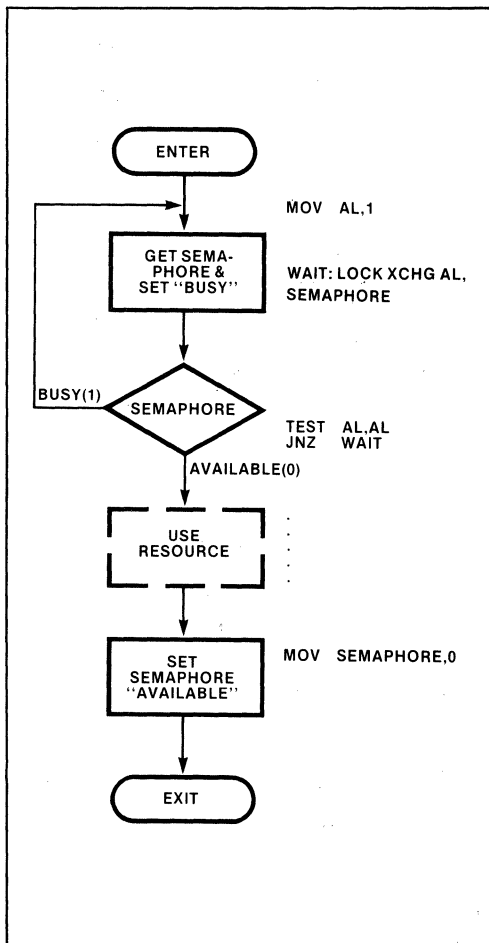 ENTER
MOV AL,1
GET SEMA-
PHORE &
SET “BUSY”
WAIT: LOCK XCHG AL,
SEMAPHORE
BUSY(1)
SEMAPHORE
TEST AL,AL
JNZ WAIT
AVAILABLE(0)
USE
RESOURCE
SET
SEMAPHORE
“AVAILABLE”
MOV SEMAPHORE,0
EXIT